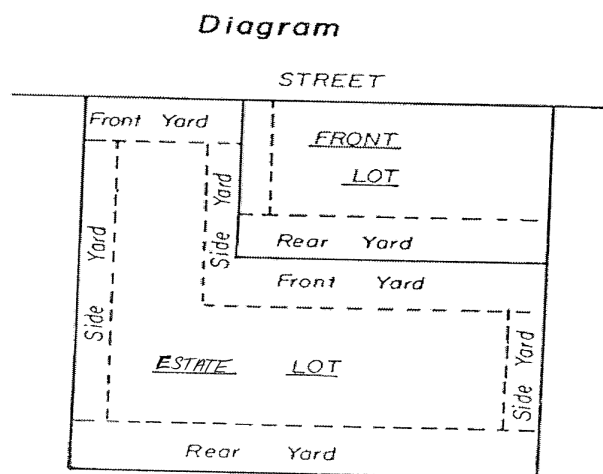 Diagram
STREET
Front Yard
FRONT
LOT
Side Yard
Side Yard
Rear Yard
Front Yard
Side Yard
ESTATE LOT
Rear Yard